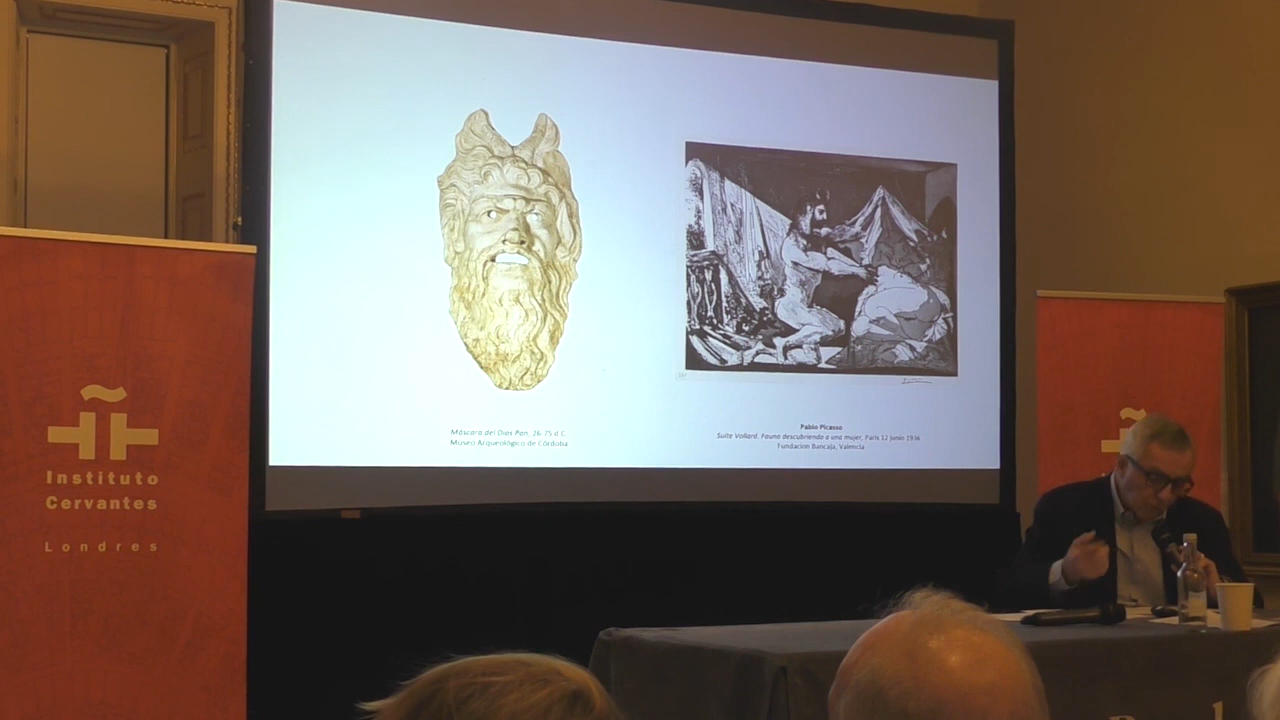 Instituto
Cervantes
Londres
Máscara del Dios Pan, 26-75 d.C.
Museo Arqueológico de Córdoba
Pablo Picasso
Suite Vollard. Fauno descubriendo a una mujer, París 12 junio 1936
Fundacion Bancaja, Valencia